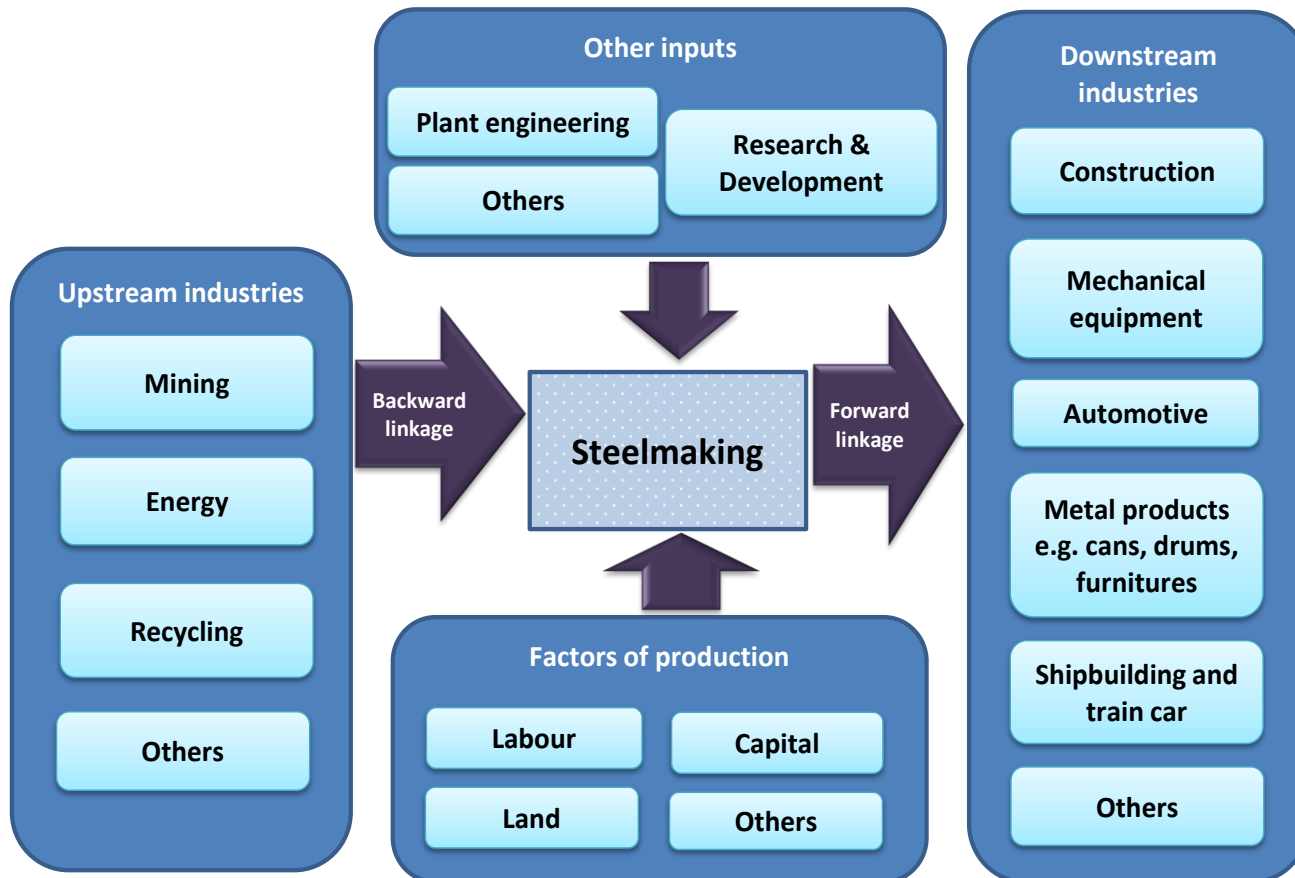 Other inputs
Plant engineering
Others
Research &
Development
Upstream industries
Mining
Energy
Recycling
Others
Backward
linkage
Steelmaking
Forward
linkage
Factors of production
Labour
Capital
Land
Others
Downstream
industries
Construction
Mechanical
equipment
Automotive
Metal products
e.g. cans, drums,
furnitures
Shipbuilding and
train car
Others